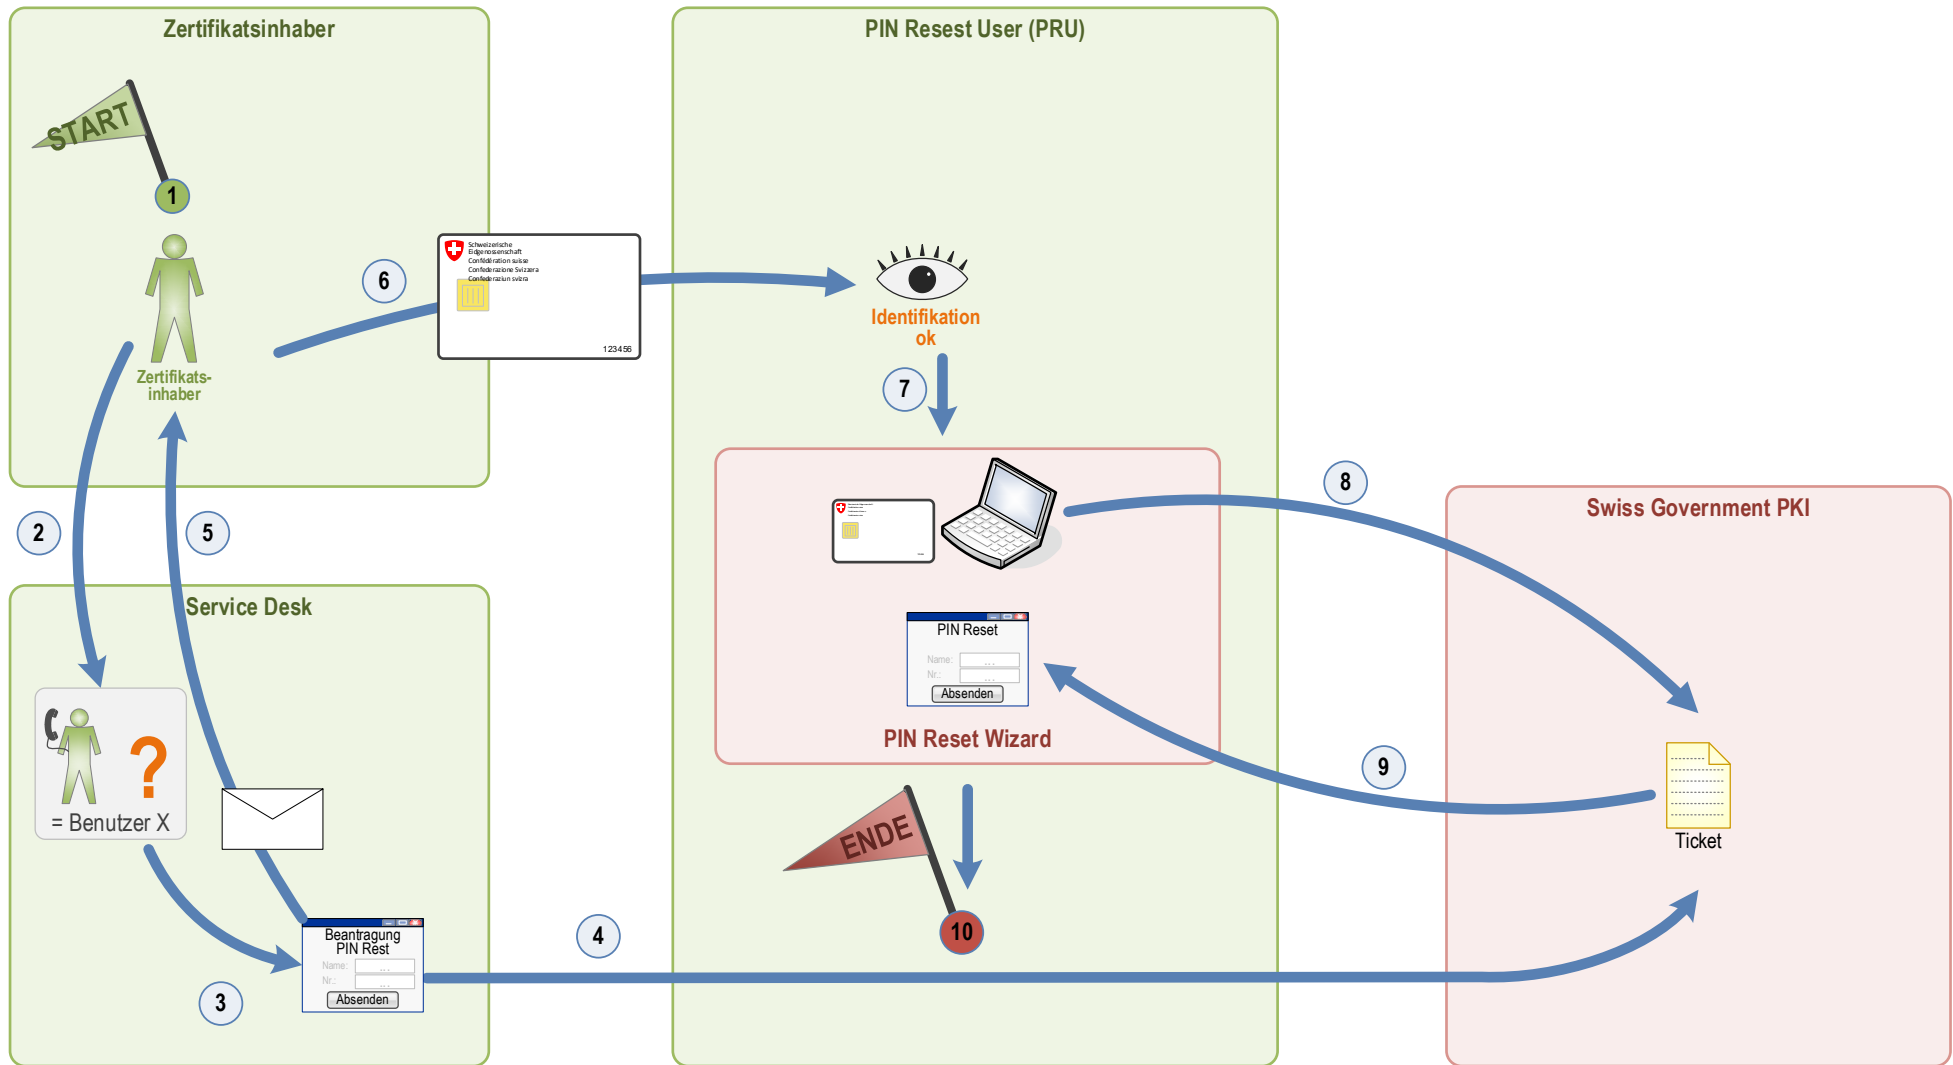 Zertifikatsinhaber
START
1
Zertifikats-
inhaber
6
Schweizerische
Eidgenossenschaft
Confédération suisse
Confederazione Svizzera
Confederaziun svizra
123456
2
5
Service Desk
?
= Benutzer X
3
Beantragung
PIN Rest
Name: ...
Nr.: ...
Absenden
4
PIN Resest User (PRU)
Identifikation
ok
7
PIN Reset
Name: ...
Nr.: ...
Absenden
PIN Reset Wizard
ENDE
10
8
9
Swiss Government PKI
Ticket